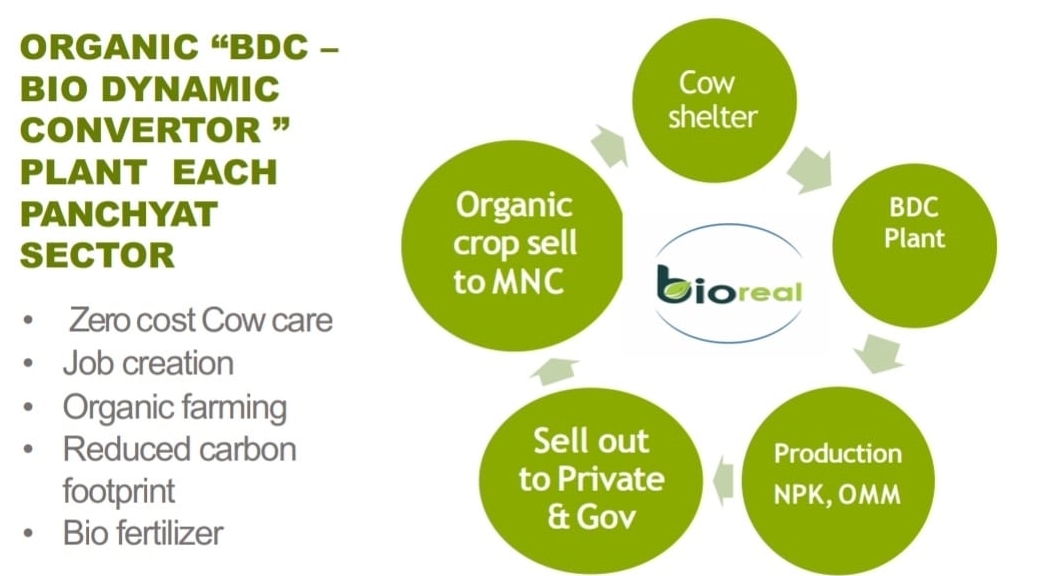 ORGANIC “BDC –
BIO DYNAMIC
CONVERTOR ”
PLANT EACH
PANCHYAT
SECTOR
• Zero cost Cow care
• Job creation
• Organic farming
• Reduced carbon
footprint
• Bio fertilizer
Cow
shelter
BDC
Plant
Production
NPK, OMM
Sell out
to Private
& Gov
Organic
crop sell
to MNC
bioreal